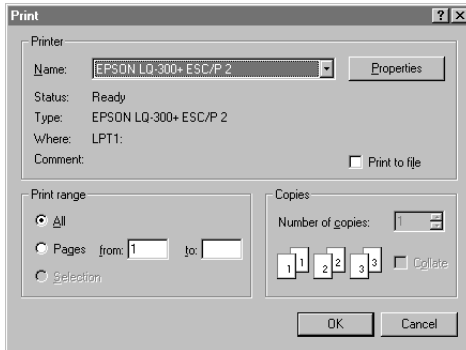 Print
Printer
Name: EPSON LQ-300+ ESC/P 2 Properties
Status: Ready
Type: EPSON LQ-300+ ESC/P 2
Where: LPT1:
Comment: Print to file
Print range
All
Pages from: 1 to:
Selection
Copies
Number of copies: 1
1 1 2 2 3 3 Collate
OK Cancel